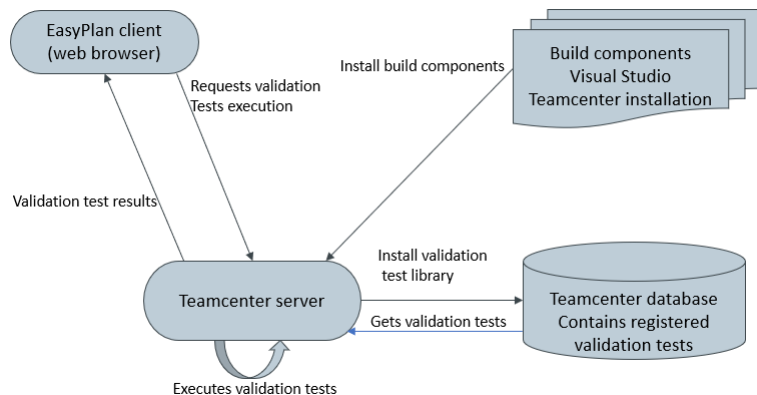 EasyPlan client
(web browser)
Build components
Visual Studio
Teamcenter installation
Install build components
Requests validation
Tests execution
Validation test results
Teamcenter server
Install validation
test library
Gets validation tests
Teamcenter database
Contains registered
validation tests
Executes validation tests